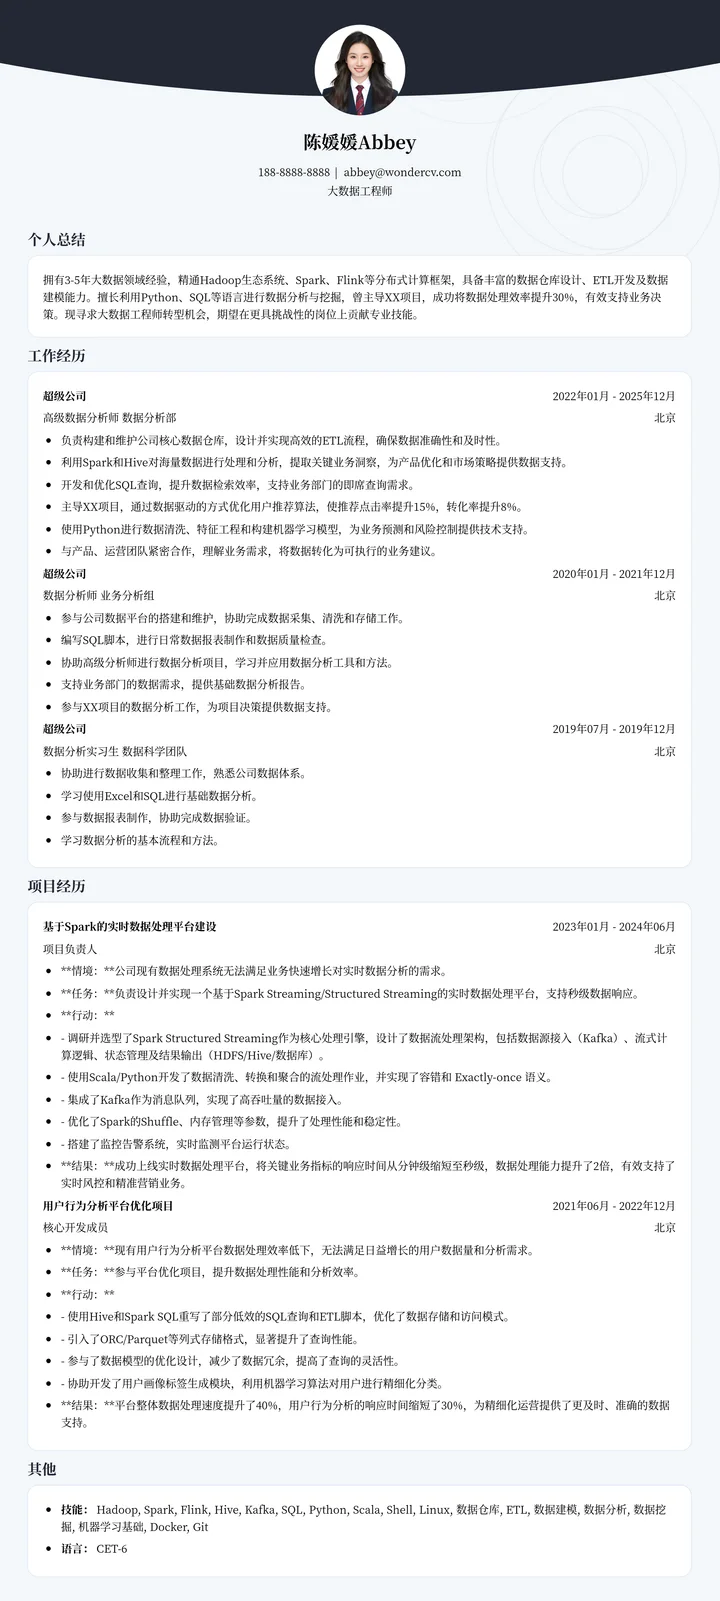 陈媛媛Abbey
188-8888-8888 | abbey@wondercv.com
大数据工程师
个人总结
拥有3-5年大数据领域经验，精通Hadoop生态系统、Spark、Flink等分布式计算框架，具备丰富的数据仓库设计、ETL开发及数据
建模能力。擅长利用Python、SQL等语言进行数据分析与挖掘，曾主导XX项目，成功将数据处理效率提升30%，有效支持业务决
策。现寻求大数据工程师转型机会，期望在更具挑战性的岗位上贡献专业技能。
工作经历
超级公司 2022年01月 - 2025年12月
高级数据分析师 数据分析部 北京
• 负责构建和维护公司核心数据仓库，设计并实现高效的ETL流程，确保数据准确性和及时性。
• 利用Spark和Hive对海量数据进行处理和分析，提取关键业务洞察，为产品优化和市场策略提供数据支持。
• 开发和优化SQL查询，提升数据检索效率，支持业务部门的即席查询需求。
• 主导XX项目，通过数据驱动的方式优化用户推荐算法，使推荐点击率提升15%，转化率提升8%。
• 使用Python进行数据清洗、特征工程和构建机器学习模型，为业务预测和风险控制提供技术支持。
• 与产品、运营团队紧密合作，理解业务需求，将数据转化为可执行的业务建议。
超级公司 2020年01月 - 2021年12月
数据分析师 业务分析组 北京
• 参与公司数据平台的搭建和维护，协助完成数据采集、清洗和存储工作。
• 编写SQL脚本，进行日常数据报表制作和数据质量检查。
• 协助高级分析师进行数据分析项目，学习并应用数据分析工具和方法。
• 支持业务部门的数据需求，提供基础数据分析报告。
• 参与XX项目的数据分析工作，为项目决策提供数据支持。
超级公司 2019年07月 - 2019年12月
数据分析实习生 数据科学团队 北京
• 协助进行数据收集和整理工作，熟悉公司数据体系。
• 学习使用Excel和SQL进行基础数据分析。
• 参与数据报表制作，协助完成数据验证。
• 学习数据分析的基本流程和方法。
项目经历
基于Spark的实时数据处理平台建设 2023年01月 - 2024年06月
项目负责人 北京
• **情境：**公司现有数据处理系统无法满足业务快速增长对实时数据分析的需求。
• **任务：**负责设计并实现一个基于Spark Streaming/Structured Streaming的实时数据处理平台，支持秒级数据响应。
• **行动：**
• - 调研并选型了Spark Structured Streaming作为核心处理引擎，设计了数据流处理架构，包括数据源接入（Kafka）、流式计
算逻辑、状态管理及结果输出（HDFS/Hive/数据库）。
• - 使用Scala/Python开发了数据清洗、转换和聚合的流处理作业，并实现了容错和 Exactly-once 语义。
• - 集成了Kafka作为消息队列，实现了高吞吐量的数据接入。
• - 优化了Spark的Shuffle、内存管理等参数，提升了处理性能和稳定性。
• - 搭建了监控告警系统，实时监测平台运行状态。
• **结果：**成功上线实时数据处理平台，将关键业务指标的响应时间从分钟级缩短至秒级，数据处理能力提升了2倍，有效支持了
实时风控和精准营销业务。
用户行为分析平台优化项目 2021年06月 - 2022年12月
核心开发成员 北京
• **情境：**现有用户行为分析平台数据处理效率低下，无法满足日益增长的用户数据量和分析需求。
• **任务：**参与平台优化项目，提升数据处理性能和分析效率。
• **行动：**
• - 使用Hive和Spark SQL重写了部分低效的SQL查询和ETL脚本，优化了数据存储和访问模式。
• - 引入了ORC/Parquet等列式存储格式，显著提升了查询性能。
• - 参与了数据模型的优化设计，减少了数据冗余，提高了查询的灵活性。
• - 协助开发了用户画像标签生成模块，利用机器学习算法对用户进行精细化分类。
• **结果：**平台整体数据处理速度提升了40%，用户行为分析的响应时间缩短了30%，为精细化运营提供了更及时、准确的数据
支持。
其他
• 技能： Hadoop, Spark, Flink, Hive, Kafka, SQL, Python, Scala, Shell, Linux, 数据仓库, ETL, 数据建模, 数据分析, 数据挖
掘, 机器学习基础, Docker, Git
• 语言： CET-6